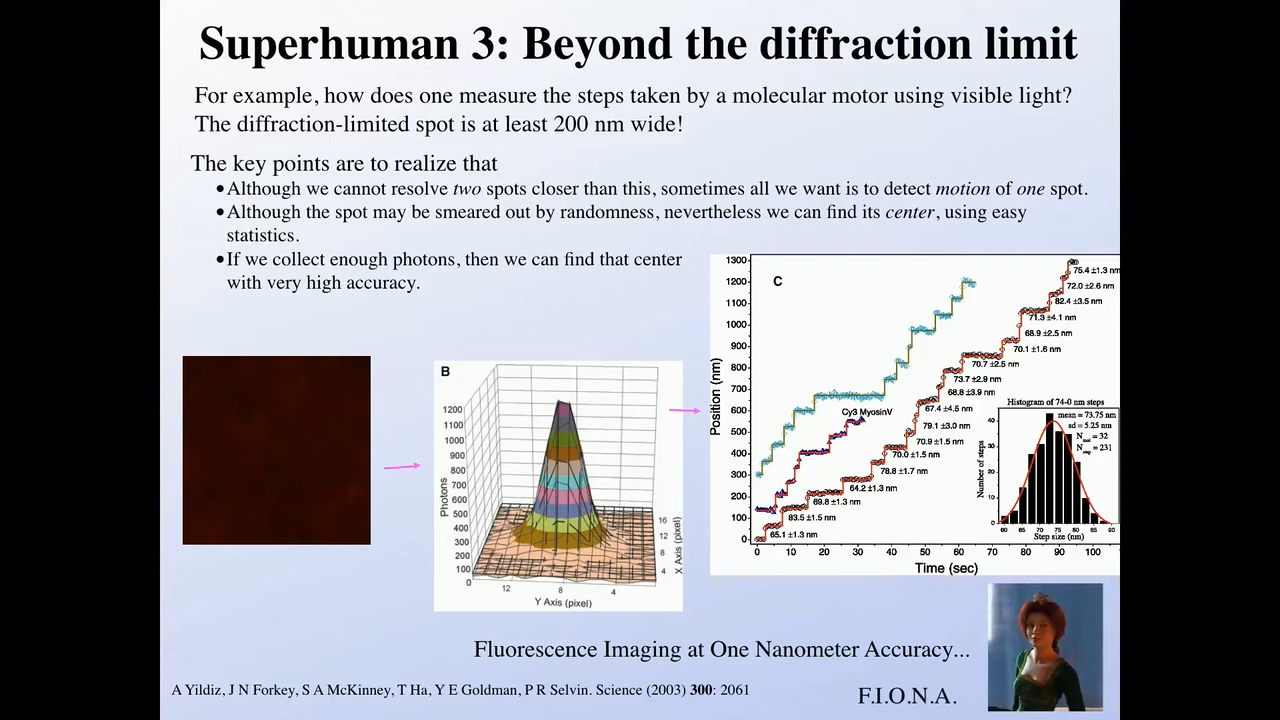 Superhuman 3: Beyond the diffraction limit
For example, how does one measure the steps taken by a molecular motor using visible light?
The diffraction-limited spot is at least 200 nm wide!
The key points are to realize that
•Although we cannot resolve two spots closer than this, sometimes all we want is to detect motion of one spot.
•Although the spot may be smeared out by randomness, nevertheless we can find its center, using easy
statistics.
•If we collect enough photons, then we can find that center
with very high accuracy.
B
1200
1100
1000
900
800
700
600
500
400
300
200
100
0
Photons
12
8
4
Y Axis (pixel)
16
12
8
4
X Axis (pixel)
C
1300
1200
1100
1000
900
800
700
600
500
400
300
200
100
0
Position (nm)
0 10 20 30 40 50 60 70 80 90 100
Time (sec)
Cy3 MyosinV
75.4 ±1.3 nm
72.0 ±2.6 nm
82.4 ±3.5 nm
71.3 ±4.1 nm
68.9 ±2.5 nm
70.1 ±1.6 nm
70.7 ±2.5 nm
73.7 ±2.9 nm
68.8 ±3.9 nm
67.4 ±4.5 nm
79.1 ±3.0 nm
70.9 ±1.5 nm
70.0 ±1.5 nm
78.8 ±1.7 nm
64.2 ±1.3 nm
69.8 ±1.3 nm
83.5 ±1.5 nm
65.1 ±1.3 nm
Histogram of 74-0 nm steps
mean = 73.75 nm
sd = 5.25 nm
= 32
= 231
Number of steps
40
30
20
10
0
60 65 70 75 80 85 90
Step size (nm)
Fluorescence Imaging at One Nanometer Accuracy...
A Yildiz, J N Forkey, S A McKinney, T Ha, Y E Goldman, P R Selvin. Science (2003) 300: 2061
F.I.O.N.A.